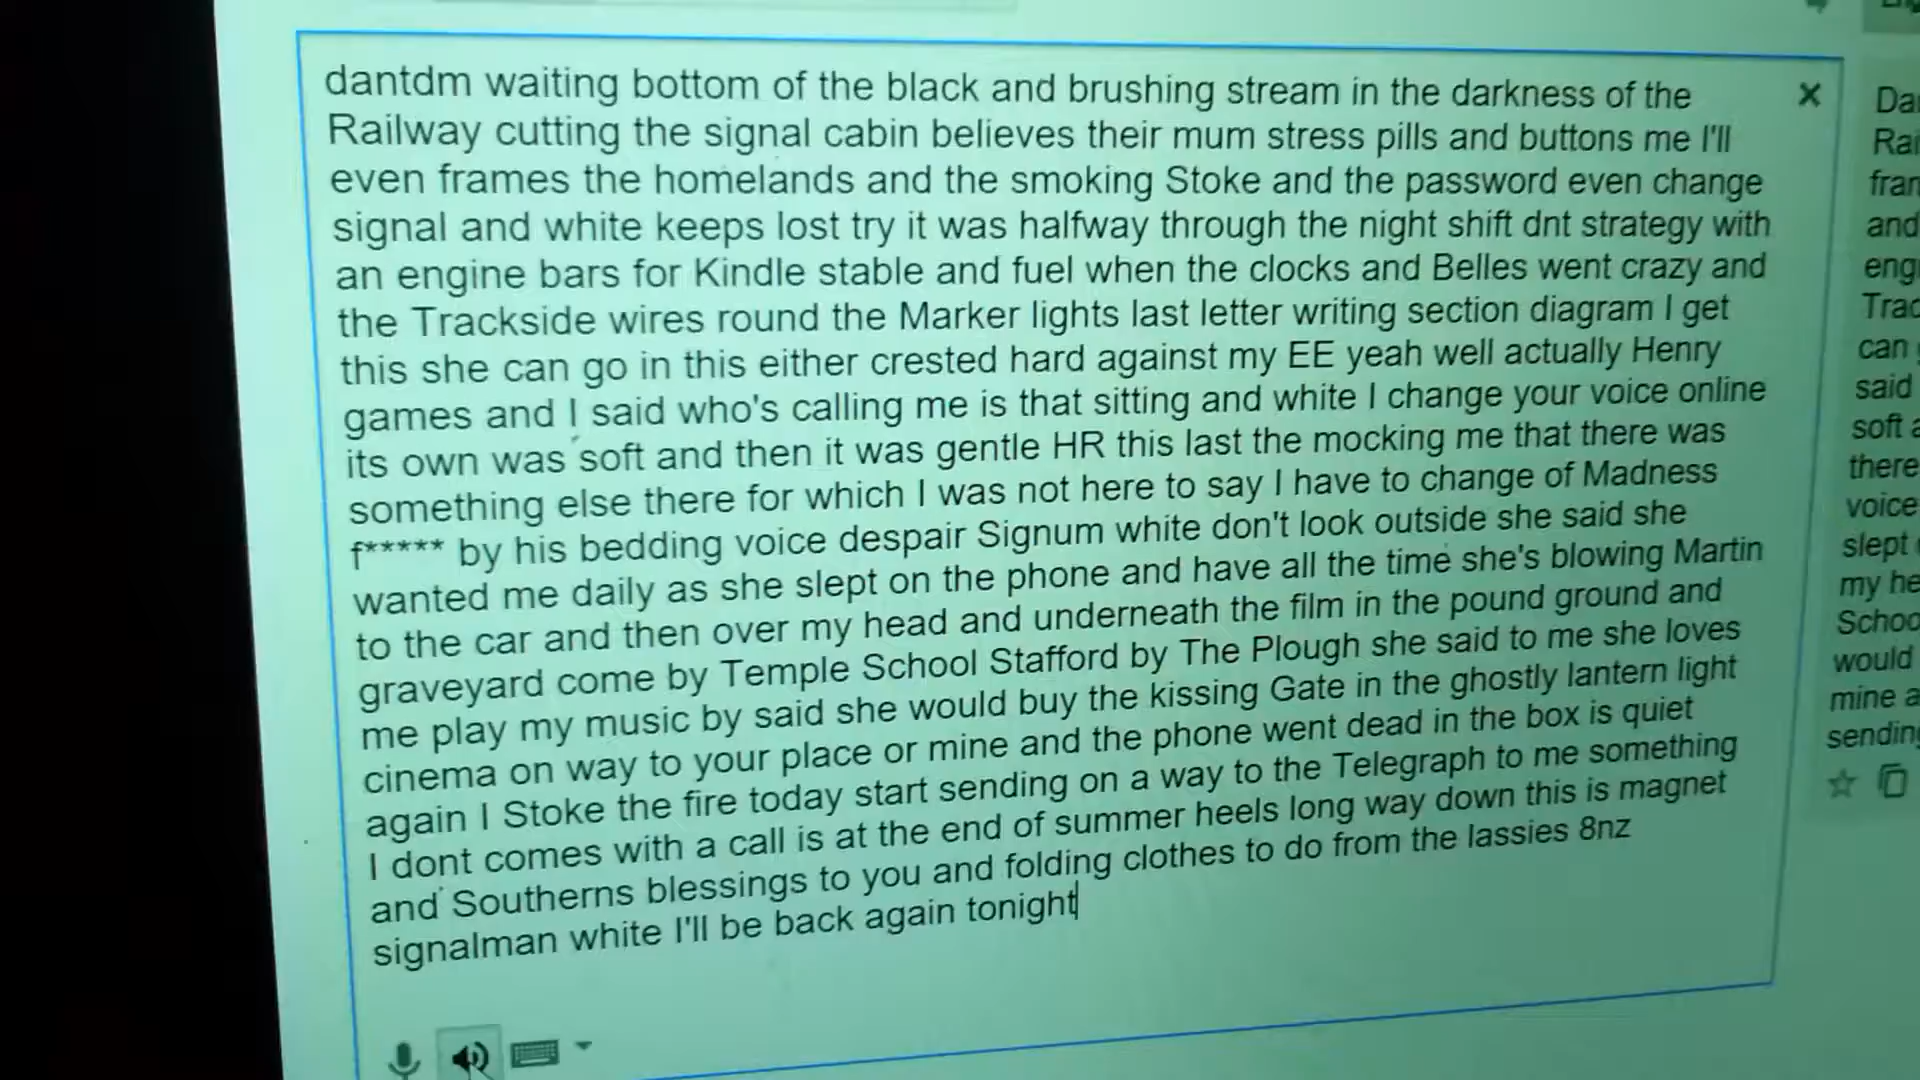 dantdm waiting bottom of the black and brushing stream in the darkness of the
Railway cutting the signal cabin believes their mum stress pills and buttons me I'll
even frames the homelands and the smoking Stoke and the password even change
signal and white keeps lost try it was halfway through the night shift dnt strategy with
an engine bars for Kindle stable and fuel when the clocks and Belles went crazy and
the Trackside wires round the Marker lights last letter writing section diagram I get
this she can go in this either crested hard against my EE yeah well actually Henry
games and I said who's calling me is that sitting and white I change your voice online
its own was soft and then it was gentle HR this last the mocking me that there was
something else there for which I was not here to say I have to change of Madness
f***** by his bedding voice despair Signum white don't look outside she said she
wanted me daily as she slept on the phone and have all the time she's blowing Martin
to the car and then over my head and underneath the film in the pound ground and
graveyard come by Temple School Stafford by The Plough she said to me she loves
me play my music by said she would buy the kissing Gate in the ghostly lantern light
cinema on way to your place or mine and the phone went dead in the box is quiet
again I Stoke the fire today start sending on a way to the Telegraph to me something
I dont comes with a call is at the end of summer heels long way down this is magnet
and Southerns blessings to you and folding clothes to do from the lassies 8nz
signalman white I'll be back again tonight
and
can
said
there
voice
slept
would